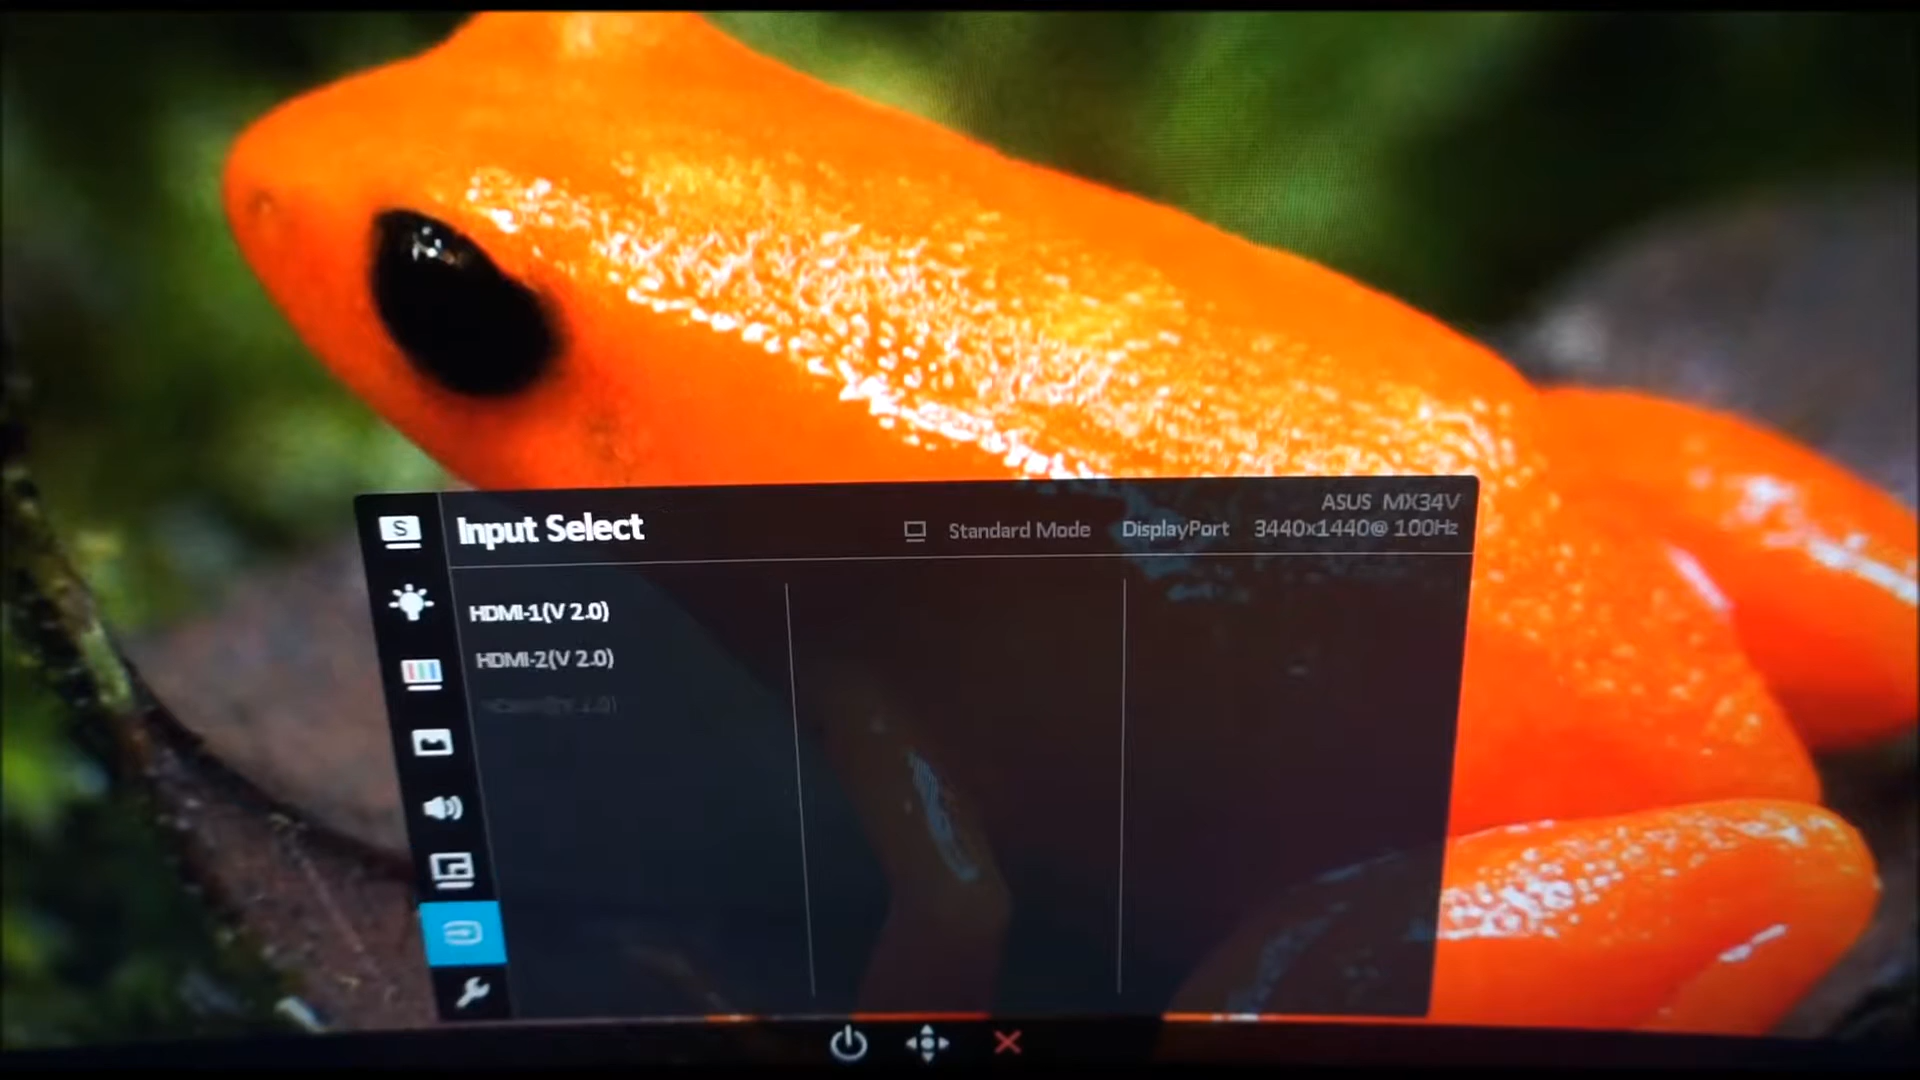 ASUS MX34V
Input Select
Standard Mode DisplayPort 3440x1440@ 100Hz
S
HDMI-1(V 2.0)
HDMI-2(V 2.0)